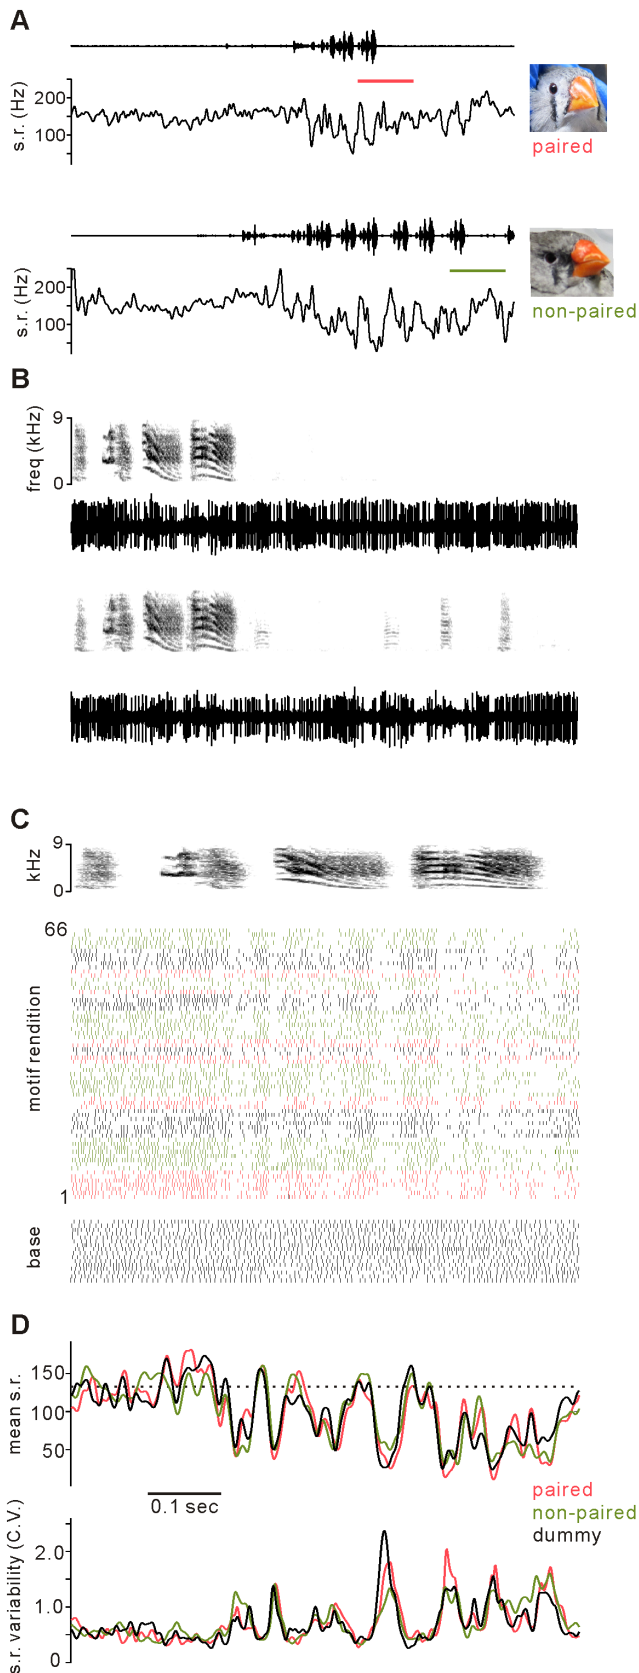 A
s.r. (Hz)
200
100
paired
s.r. (Hz)
200
100
non-paired
B
freq (kHz)
9
0
C
kHz
9
0
motif rendition
66
1
base
D
mean s.r.
150
100
50
0.1 sec
paired
non-paired
dummy
s.r. variability (C.V.)
2.0
1.0
0